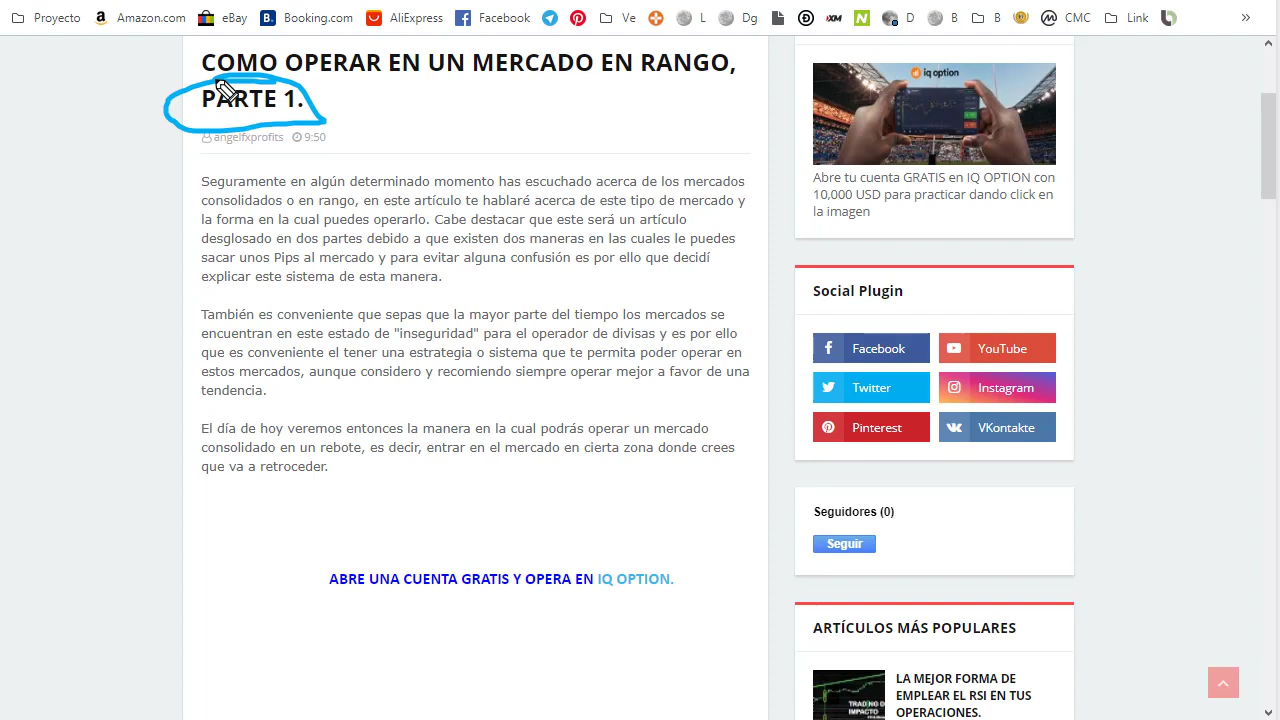 Proyecto
Amazon.com
eBay
Booking.com
AliExpress
Facebook
Ve
L
Dg
XM
D
B
CMC
Link
»
COMO OPERAR EN UN MERCADO EN RANGO,
PARTE 1.
angelfxprofits 9:50
Seguramente en algún determinado momento has escuchado acerca de los mercados
consolidados o en rango, en este artículo te hablaré acerca de este tipo de mercado y
la forma en la cual puedes operarlo. Cabe destacar que este será un artículo
desglosado en dos partes debido a que existen dos maneras en las cuales le puedes
sacar unos Pips al mercado y para evitar alguna confusión es por ello que decidí
explicar este sistema de esta manera.
También es conveniente que sepas que la mayor parte del tiempo los mercados se
encuentran en este estado de "inseguridad" para el operador de divisas y es por ello
que es conveniente el tener una estrategia o sistema que te permita poder operar en
estos mercados, aunque considero y recomiendo siempre operar mejor a favor de una
tendencia.
El día de hoy veremos entonces la manera en la cual podrás operar un mercado
consolidado en un rebote, es decir, entrar en el mercado en cierta zona donde crees
que va a retroceder.
ABRE UNA CUENTA GRATIS Y OPERA EN IQ OPTION.
iq option
Abre tu cuenta GRATIS en IQ OPTION con
10,000 USD para practicar dando click en
la imagen
Social Plugin
Facebook
YouTube
Twitter
Instagram
Pinterest
VKontakte
Seguidores (0)
Seguir
ARTÍCULOS MÁS POPULARES
LA MEJOR FORMA DE
EMPLEAR EL RSI EN TUS
OPERACIONES.
TRADING DE
IMPACTO